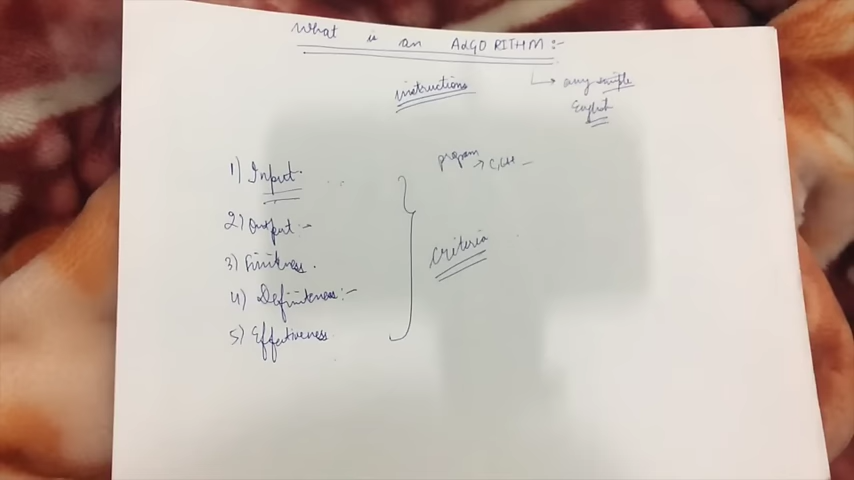 What is an ALGORITHM:-
instructions
↳ any simple
English
program
→ C, C++ –
1) Input.
2) Output :-
3) Finiteness.
4) Definiteness:-
5) Effectiveness
criteria